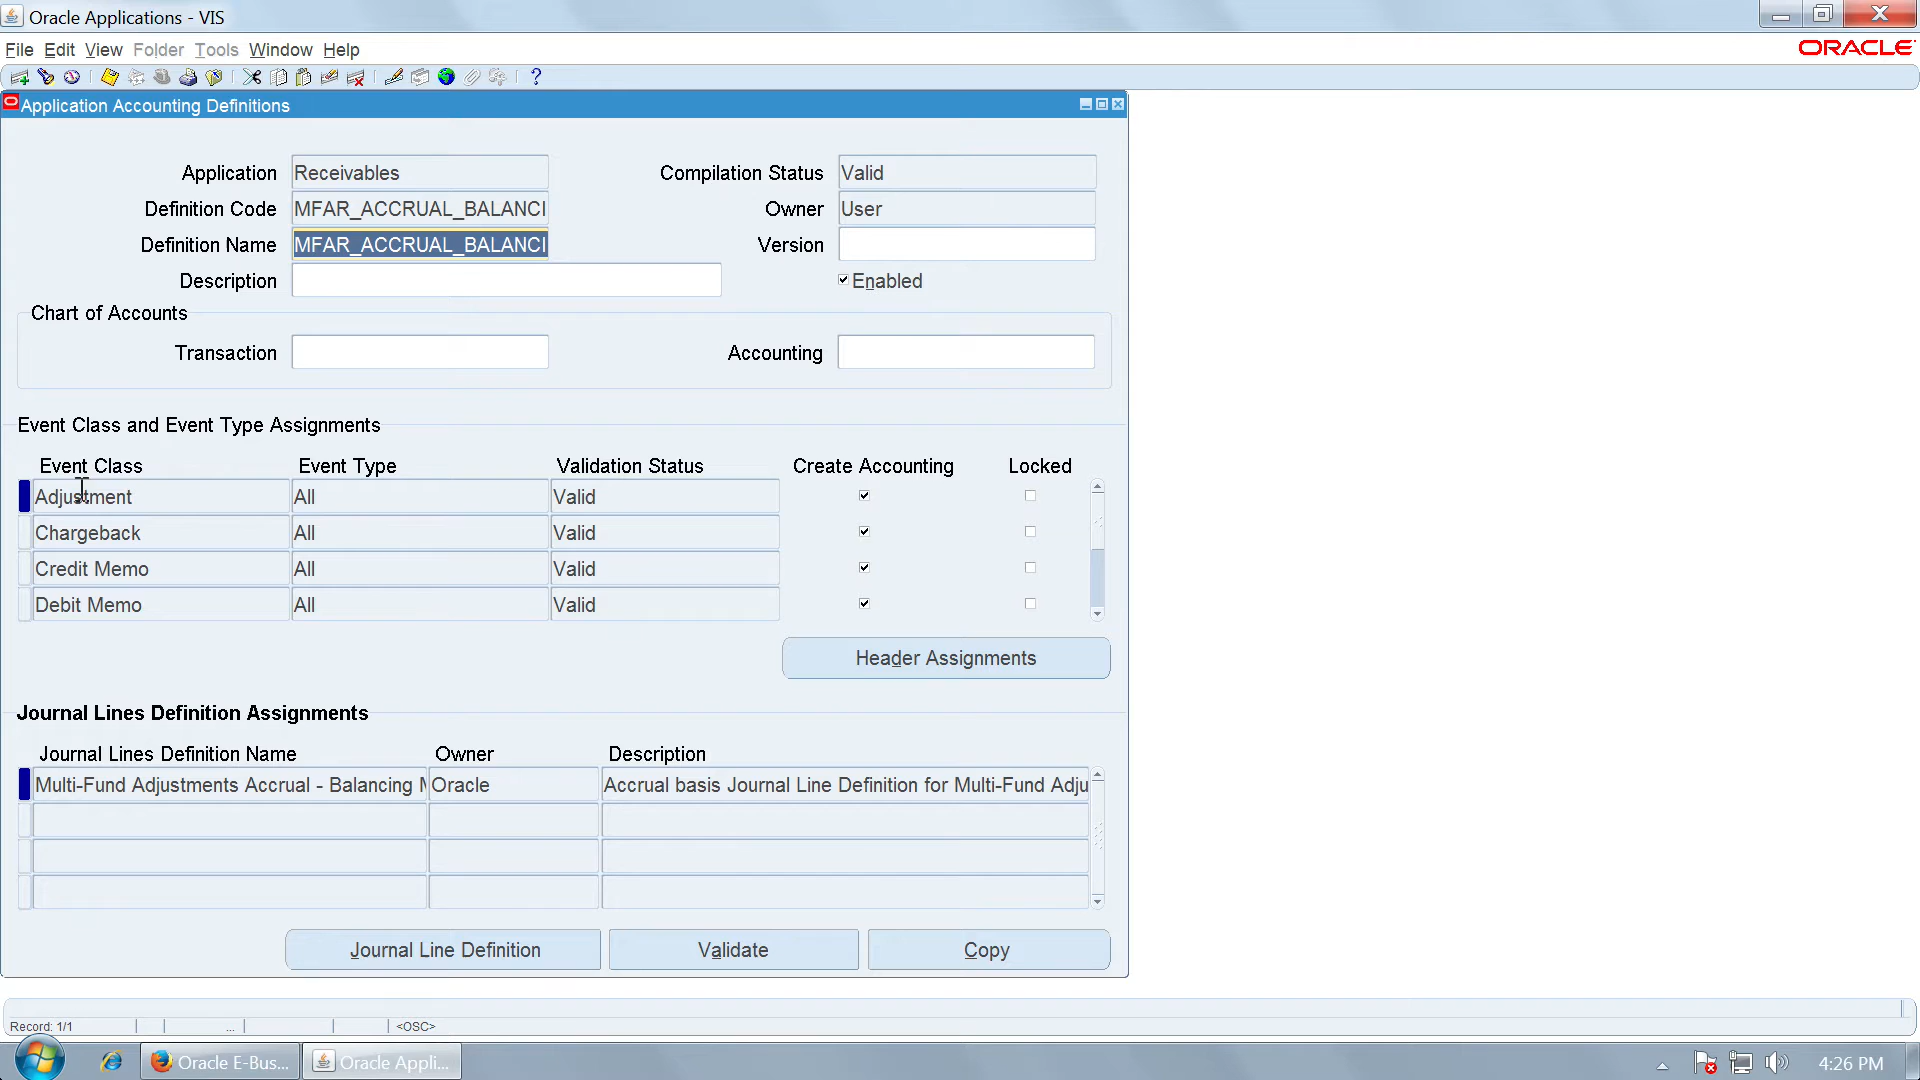 Oracle Applications - VIS
File Edit View Folder Tools Window Help
ORACLE
Application Accounting Definitions
Application Receivables Compilation Status Valid
Definition Code MFAR_ACCRUAL_BALANCI Owner User
Definition Name MFAR_ACCRUAL_BALANCI Version
Description Enabled
Chart of Accounts
Transaction Accounting
Event Class and Event Type Assignments
Event Class Event Type Validation Status Create Accounting Locked
Adjustment All Valid
Chargeback All Valid
Credit Memo All Valid
Debit Memo All Valid
Header Assignments
Journal Lines Definition Assignments
Journal Lines Definition Name Owner Description
Multi-Fund Adjustments Accrual - Balancing M Oracle Accrual basis Journal Line Definition for Multi-Fund Adju
Journal Line Definition Validate Copy
Record: 1/1 ... <OSC>
Oracle E-Bus... Oracle Appli... 4:26 PM